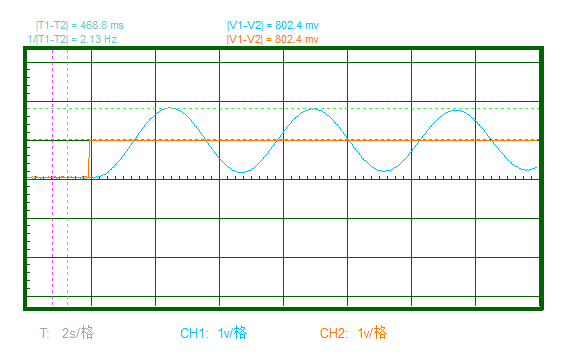 |T1-T2| = 468.8 ms |V1-V2| = 802.4 mv
1/|T1-T2| = 2.13 Hz |V1-V2| = 802.4 mv
T: 2s/格 CH1: 1v/格 CH2: 1v/格